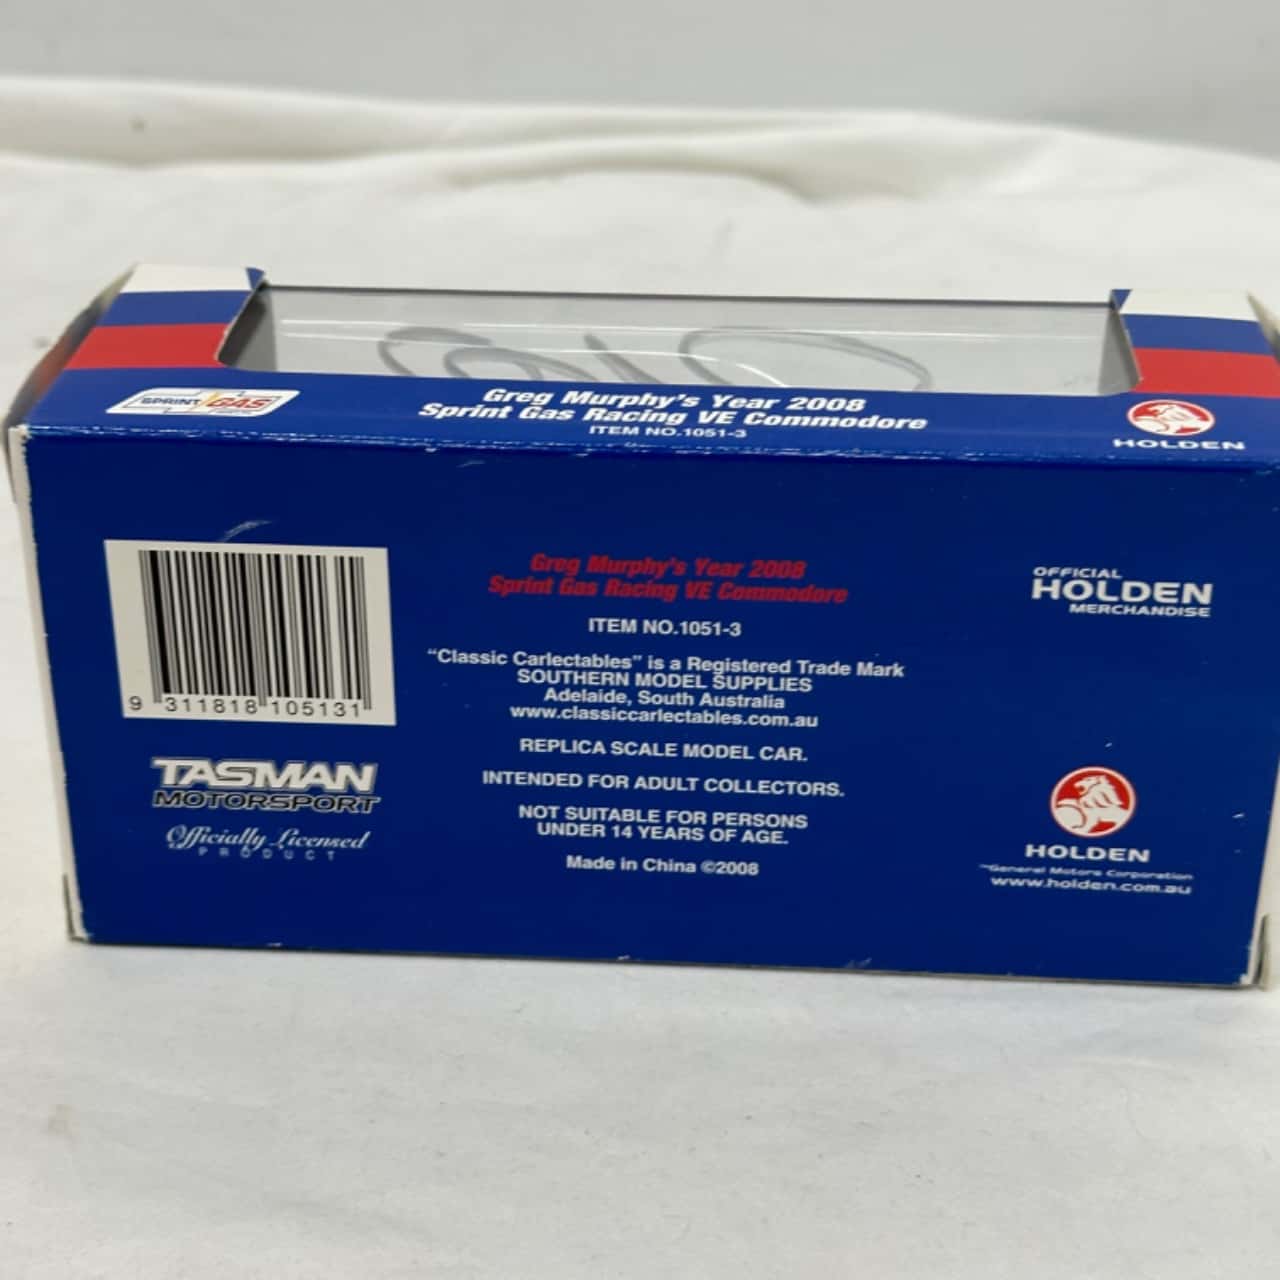 SPRINT GAS
Greg Murphy's Year 2008
Sprint Gas Racing VE Commodore
ITEM NO.1051-3
HOLDEN
9 311818 105131
Greg Murphy's Year 2008
Sprint Gas Racing VE Commodore
ITEM NO.1051-3
"Classic Carlectables" is a Registered Trade Mark
SOUTHERN MODEL SUPPLIES
Adelaide, South Australia
www.classiccarlectables.com.au
REPLICA SCALE MODEL CAR.
INTENDED FOR ADULT COLLECTORS.
NOT SUITABLE FOR PERSONS
UNDER 14 YEARS OF AGE.
Made in China ©2008
TASMAN
MOTORSPORT
Officially Licensed
PRODUCT
OFFICIAL
HOLDEN
MERCHANDISE
HOLDEN
™General Motors Corporation
www.holden.com.au